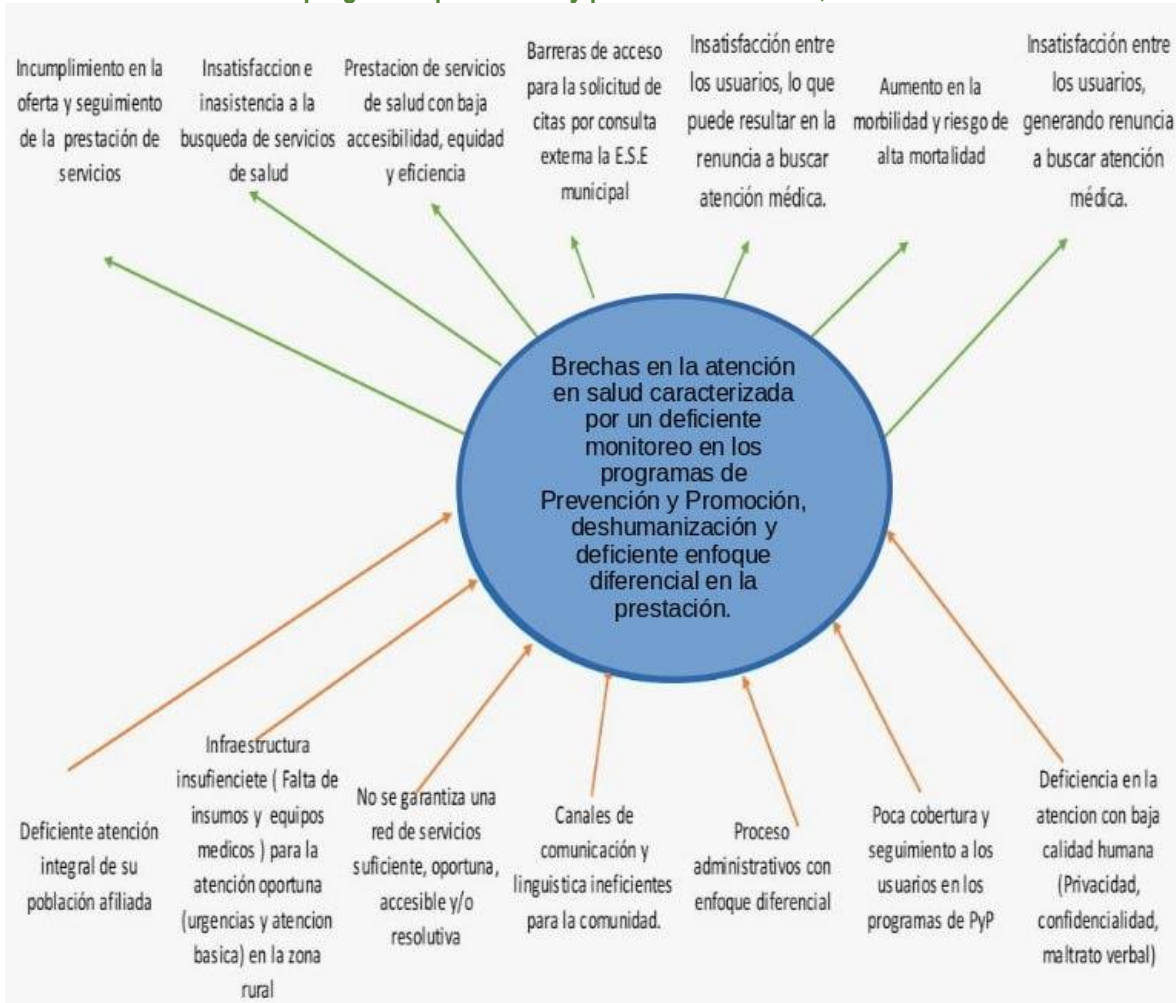 Incumplimiento en la
oferta y seguimiento
de la prestación de
servicios
Insatisfaccion e
inasistencia a la
busqueda de servicios
de salud
Prestacion de servicios
de salud con baja
accesibilidad, equidad
y eficiencia
Barreras de acceso
para la solicitud de
citas por consulta
externa la E.S.E
municipal
Insatisfacción entre
los usuarios, lo que
puede resultar en la
renuncia a buscar
atención médica.
Aumento en la
morbilidad y riesgo de
alta mortalidad
Insatisfacción entre
los usuarios,
generando renuncia
a buscar atención
médica.
Brechas en la atención
en salud caracterizada
por un deficiente
monitoreo en los
programas de
Prevención y Promoción,
deshumanización y
deficiente enfoque
diferencial en la
prestación.
Deficiente atención
integral de su
población afiliada
Infraestructura
insufienciete ( Falta de
insumos y equipos
medicos ) para la
atención oportuna
(urgencias y atencion
basica) en la zona
rural
No se garantiza una
red de servicios
suficiente, oportuna,
accesible y/o
resolutiva
Canales de
comunicación y
linguistica ineficientes
para la comunidad.
Proceso
administrativos con
enfoque diferencial
Poca cobertura y
seguimiento a los
usuarios en los
programas de PyP
Deficiencia en la
atencion con baja
calidad humana
(Privacidad,
confidencialidad,
maltrato verbal)